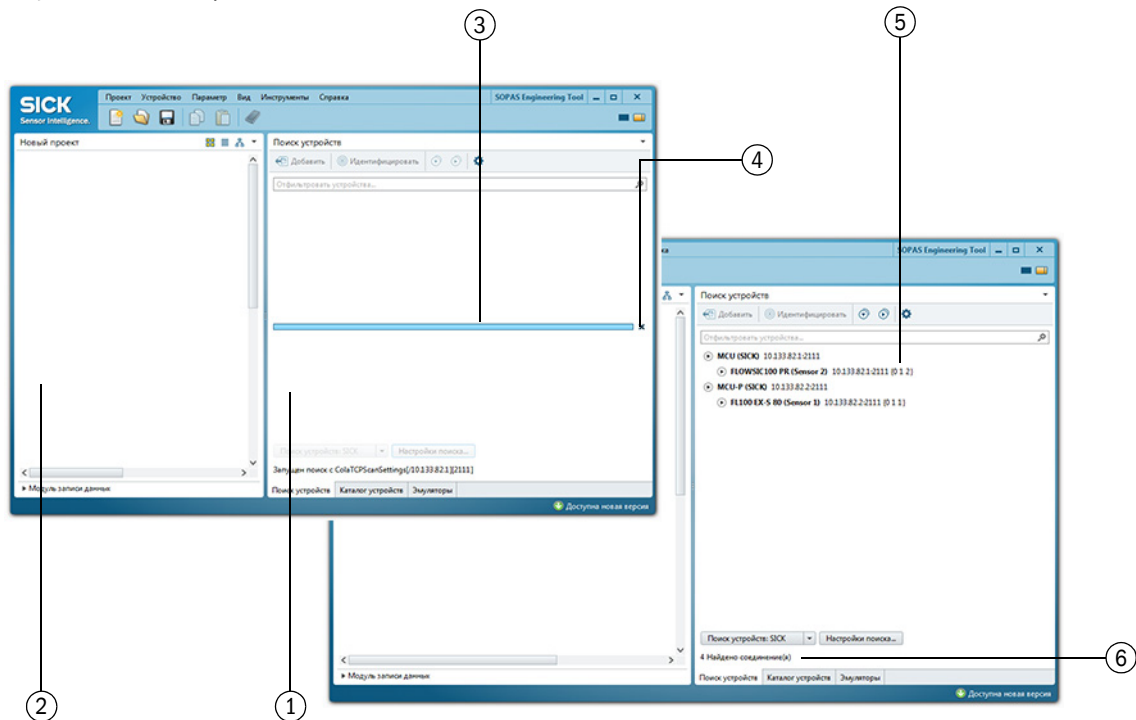 3
5
SICK
Sensor Intelligence.
Проект Устройство Параметр Вид Инструменты Справка
SOPAS Engineering Tool
Новый проект
Поиск устройств
Добавить Идентифицировать
Отфильтровать устройства...
4
Поиск устройств: SICK Настройки поиска...
Запущен поиск с ColaTCPScanSettings[/10.133.82.1][2111]
Модуль записи данных
Поиск устройств Каталог устройств Эмуляторы
Доступна новая версия
ка
SOPAS Engineering Tool
Поиск устройств
Добавить Идентифицировать
Отфильтровать устройства...
MCU (SICK) 10.133.82.1:2111
FLOWSIC100 PR (Sensor 2) 10.133.82.1:2111 (0 1 2)
MCU-P (SICK) 10.133.82.2:2111
FL100 EX-S 80 (Sensor 1) 10.133.82.2:2111 (0 1 1)
Поиск устройств: SICK Настройки поиска...
4 Найдено соединение(я)
6
Модуль записи данных
Поиск устройств Каталог устройств Эмуляторы
Доступна новая версия
2
1